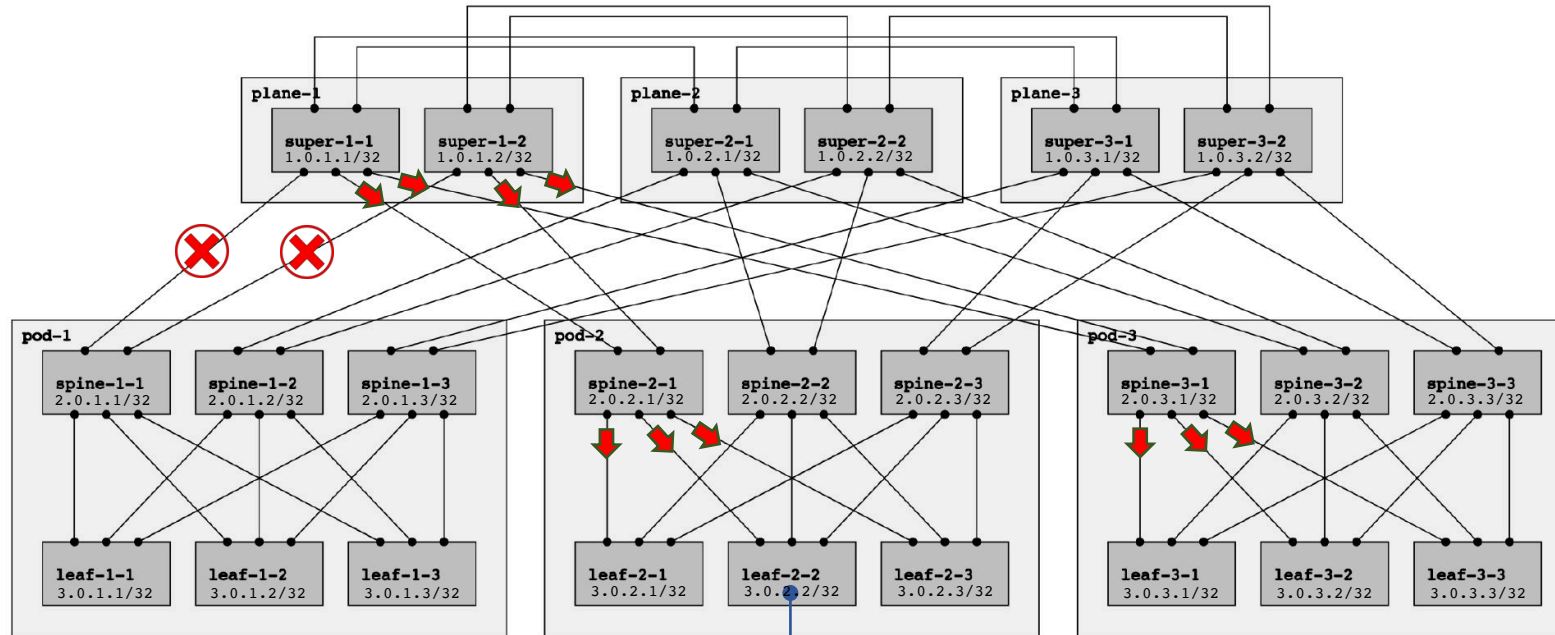 plane-1
plane-2
plane-3
super-1-1
1.0.1.1/32
super-1-2
1.0.1.2/32
super-2-1
1.0.2.1/32
super-2-2
1.0.2.2/32
super-3-1
1.0.3.1/32
super-3-2
1.0.3.2/32
pod-1
pod-2
pod-3
spine-1-1
2.0.1.1/32
spine-1-2
2.0.1.2/32
spine-1-3
2.0.1.3/32
spine-2-1
2.0.2.1/32
spine-2-2
2.0.2.2/32
spine-2-3
2.0.2.3/32
spine-3-1
2.0.3.1/32
spine-3-2
2.0.3.2/32
spine-3-3
2.0.3.3/32
leaf-1-1
3.0.1.1/32
leaf-1-2
3.0.1.2/32
leaf-1-3
3.0.1.3/32
leaf-2-1
3.0.2.1/32
leaf-2-2
3.0.2.2/32
leaf-2-3
3.0.2.3/32
leaf-3-1
3.0.3.1/32
leaf-3-2
3.0.3.2/32
leaf-3-3
3.0.3.3/32